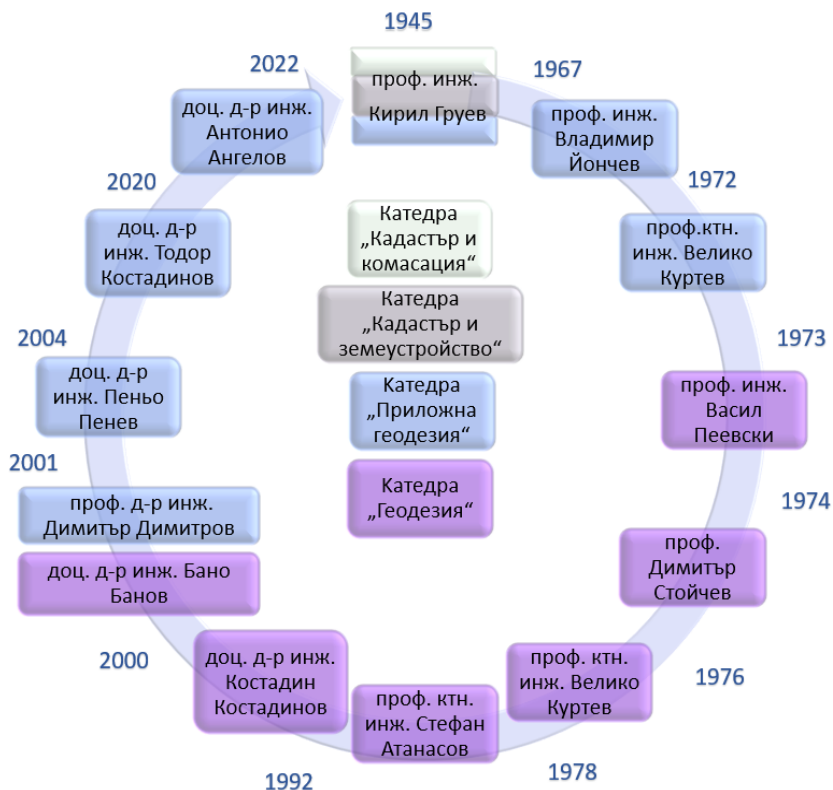 1945
проф. инж.
Кирил Груев
1967
проф. инж.
Владимир
Йончев
1972
проф.ктн.
инж. Велико
Куртев
1973
проф. инж.
Васил
Пеевски
1974
проф.
Димитър
Стойчев
1976
проф. ктн.
инж. Велико
Куртев
1978
проф. ктн.
инж. Стефан
Атанасов
1992
доц. д-р инж.
Костадин
Костадинов
2000
доц. д-р инж. Бано
Банов
проф. д-р инж.
Димитър Димитров
2001
доц. д-р
инж. Пеньо
Пенев
2004
доц. д-р
инж. Тодор
Костадинов
2020
доц. д-р инж.
Антонио
Ангелов
2022
Катедра
„Кадастър и
комасация“
Катедра
„Кадастър и
земеустройство“
Катедра
„Приложна
геодезия“
Катедра
„Геодезия“